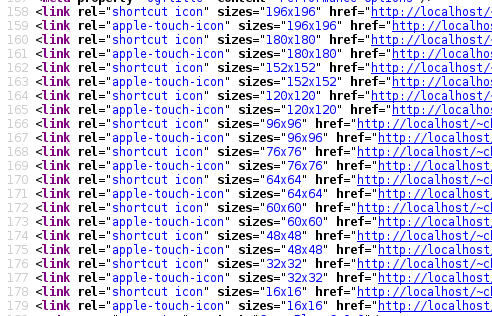 158 <link rel="shortcut icon" sizes="196x196" href="http://localhost/
159 <link rel="apple-touch-icon" sizes="196x196" href="http://localhost
160 <link rel="shortcut icon" sizes="180x180" href="http://localhost/
161 <link rel="apple-touch-icon" sizes="180x180" href="http://localhost
162 <link rel="shortcut icon" sizes="152x152" href="http://localhost/
163 <link rel="apple-touch-icon" sizes="152x152" href="http://localhost
164 <link rel="shortcut icon" sizes="120x120" href="http://localhost/
165 <link rel="apple-touch-icon" sizes="120x120" href="http://localhost
166 <link rel="shortcut icon" sizes="96x96" href="http://localhost/~cl
167 <link rel="apple-touch-icon" sizes="96x96" href="http://localhost
168 <link rel="shortcut icon" sizes="76x76" href="http://localhost/~cl
169 <link rel="apple-touch-icon" sizes="76x76" href="http://localhost
170 <link rel="shortcut icon" sizes="64x64" href="http://localhost/~cl
171 <link rel="apple-touch-icon" sizes="64x64" href="http://localhost
172 <link rel="shortcut icon" sizes="60x60" href="http://localhost/~cl
173 <link rel="apple-touch-icon" sizes="60x60" href="http://localhost
174 <link rel="shortcut icon" sizes="48x48" href="http://localhost/~cl
175 <link rel="apple-touch-icon" sizes="48x48" href="http://localhost
176 <link rel="shortcut icon" sizes="32x32" href="http://localhost/~cl
177 <link rel="apple-touch-icon" sizes="32x32" href="http://localhost
178 <link rel="shortcut icon" sizes="16x16" href="http://localhost/~cl
179 <link rel="apple-touch-icon" sizes="16x16" href="http://localhost